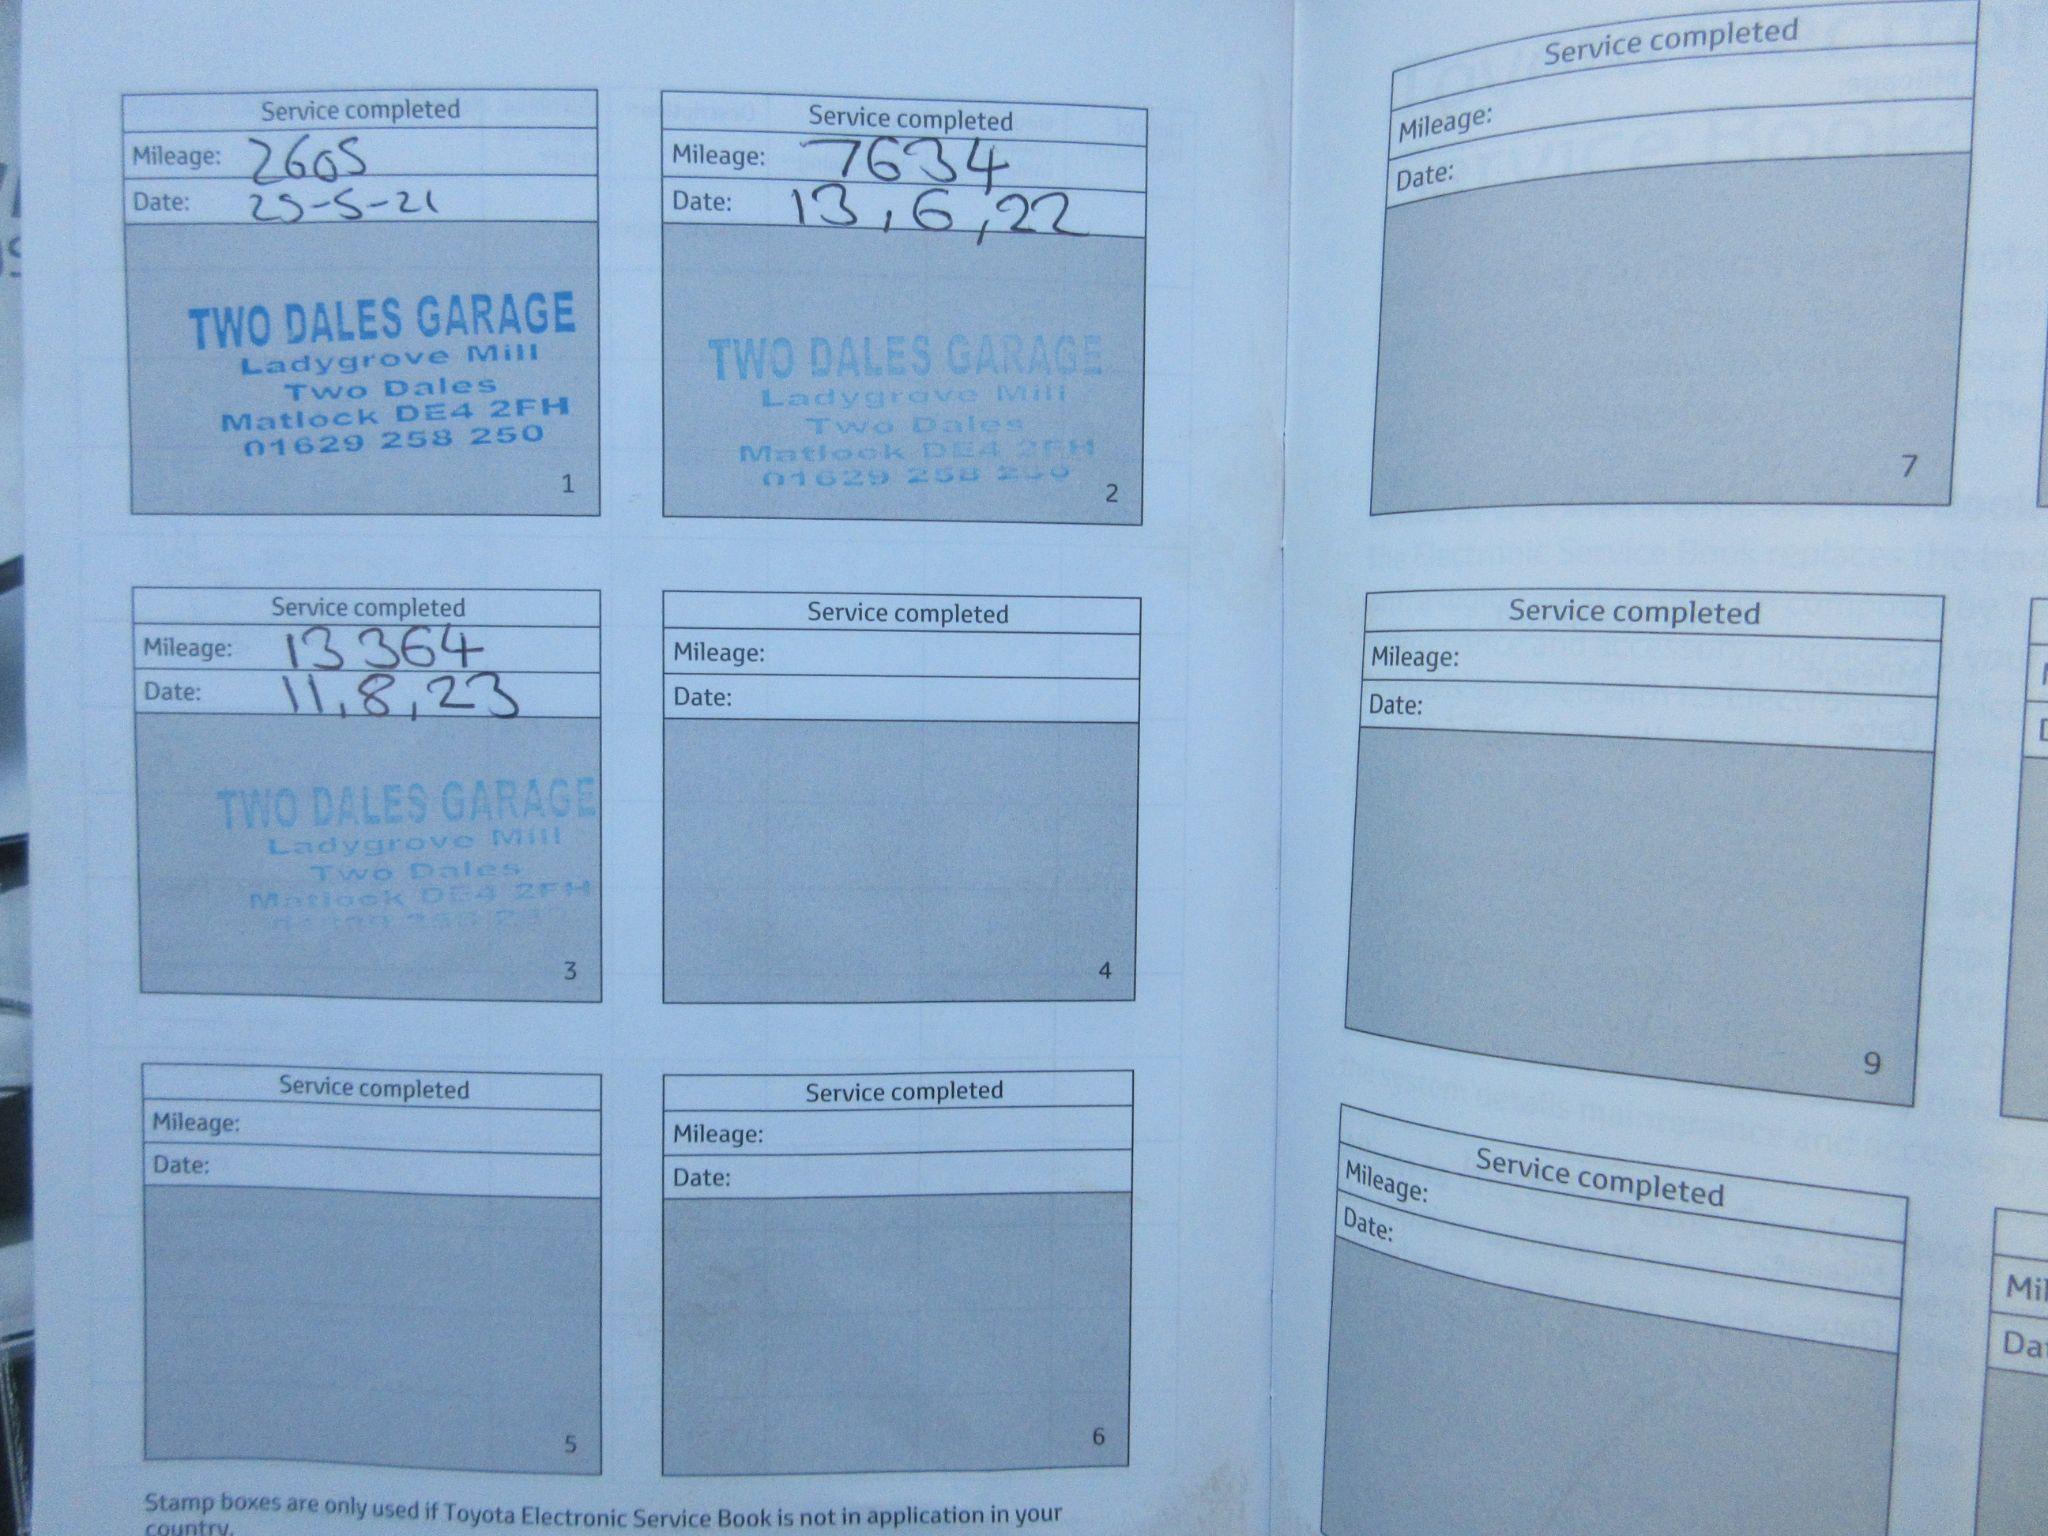 Service completed
Mileage: 2605
Date: 25-5-21
TWO DALES GARAGE
Ladygrove Mill
Two Dales
Matlock DE4 2FH
01629 258 250
1
Service completed
Mileage: 7634
Date: 13,6,22
TWO DALES GARAGE
Ladygrove Mill
Two Dales
Matlock DE4 2FH
01629 258 250
2
Service completed
Mileage: 13364
Date: 11,8,23
TWO DALES GARAGE
Ladygrove Mill
Two Dales
Matlock DE4 2FH
3
Service completed
Mileage:
Date:
4
Service completed
Mileage:
Date:
5
Service completed
Mileage:
Date:
6
Stamp boxes are only used if Toyota Electronic Service Book is not in application in your
country.
Service completed
Mileage:
Date:
7
Service completed
Mileage:
Date:
9
Service completed
Mileage:
Date:
Mil
Dat